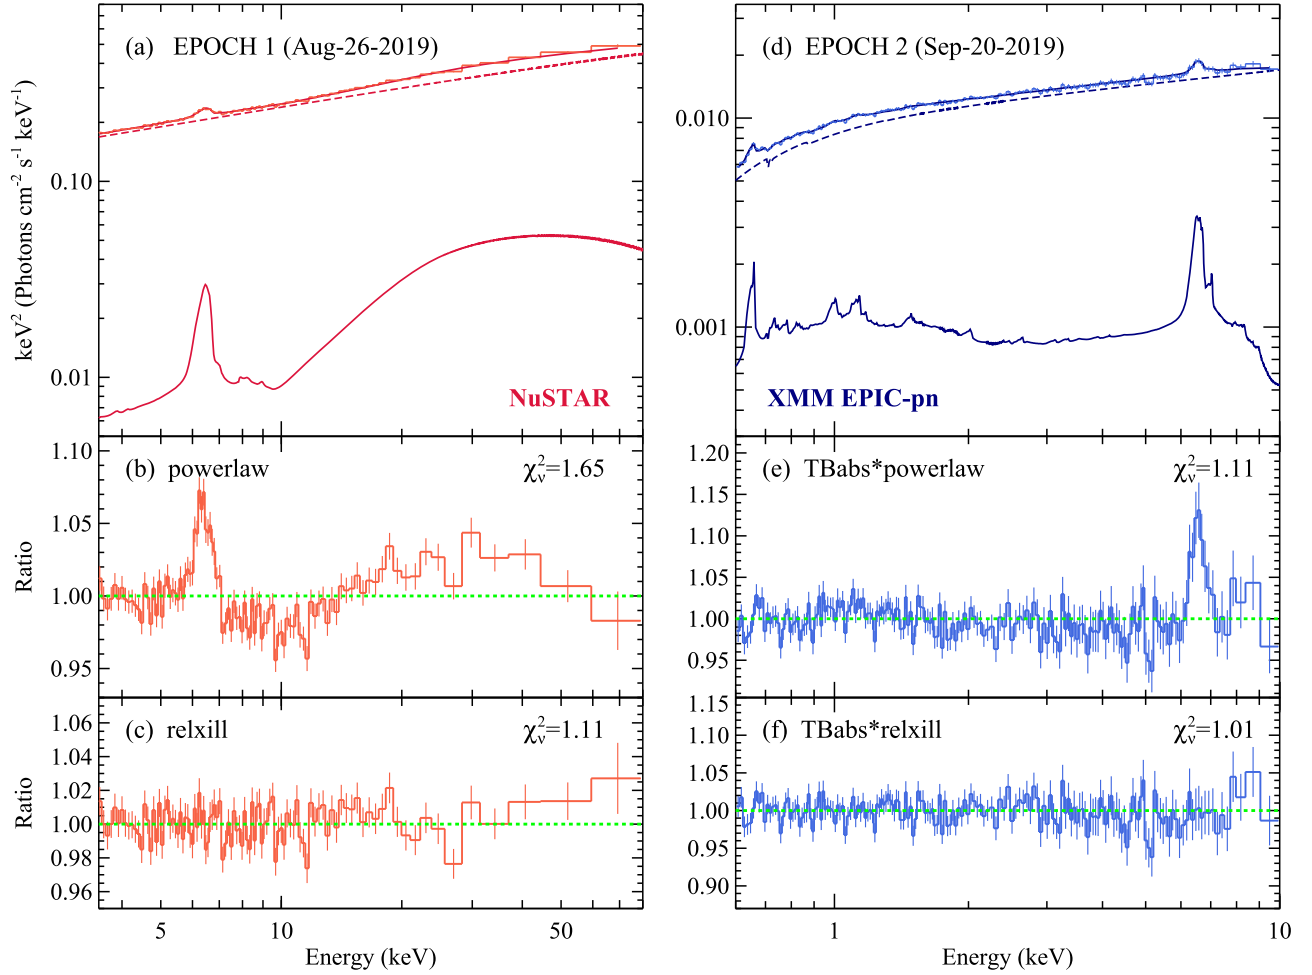 (a) EPOCH 1 (Aug-26-2019)
keV² (Photons cm⁻² s⁻¹ keV⁻¹)
0.10
0.01
NuSTAR
(b) powerlaw
χ²ᵥ=1.65
Ratio
1.10
1.05
1.00
0.95
(c) relxill
χ²ᵥ=1.11
Ratio
1.06
1.04
1.02
1.00
0.98
0.96
5 10 50
Energy (keV)
(d) EPOCH 2 (Sep-20-2019)
0.010
0.001
XMM EPIC-pn
(e) TBabs*powerlaw
χ²ᵥ=1.11
1.20
1.15
1.10
1.05
1.00
0.95
(f) TBabs*relxill
χ²ᵥ=1.01
1.15
1.10
1.05
1.00
0.95
0.90
1 10
Energy (keV)